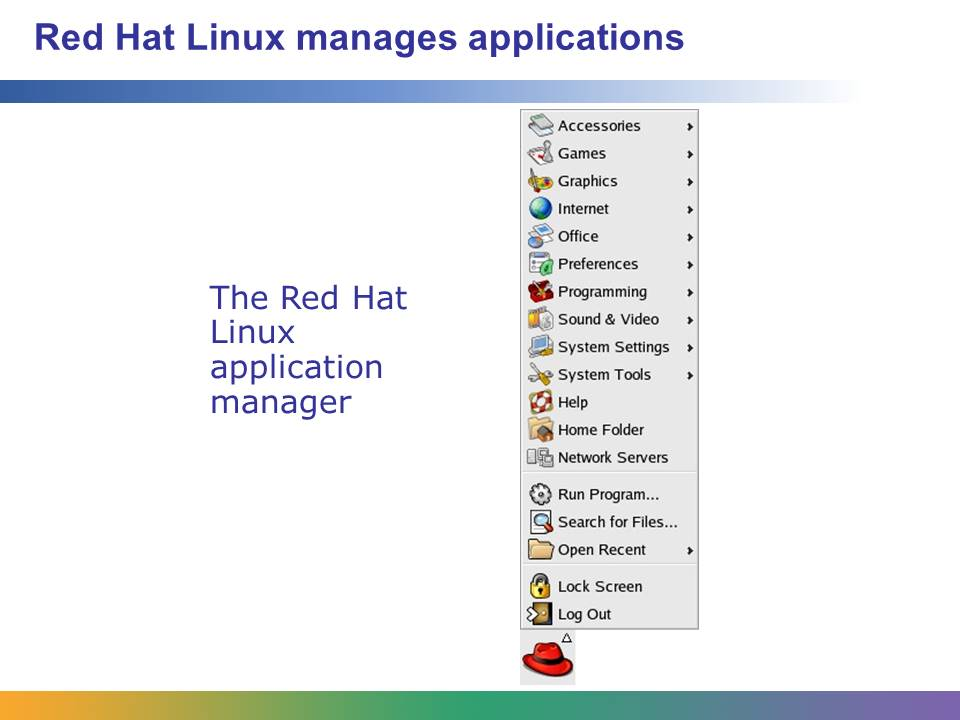 Red Hat Linux manages applications
The Red Hat
Linux
application
manager
Accessories
Games
Graphics
Internet
Office
Preferences
Programming
Sound & Video
System Settings
System Tools
Help
Home Folder
Network Servers
Run Program...
Search for Files...
Open Recent
Lock Screen
Log Out